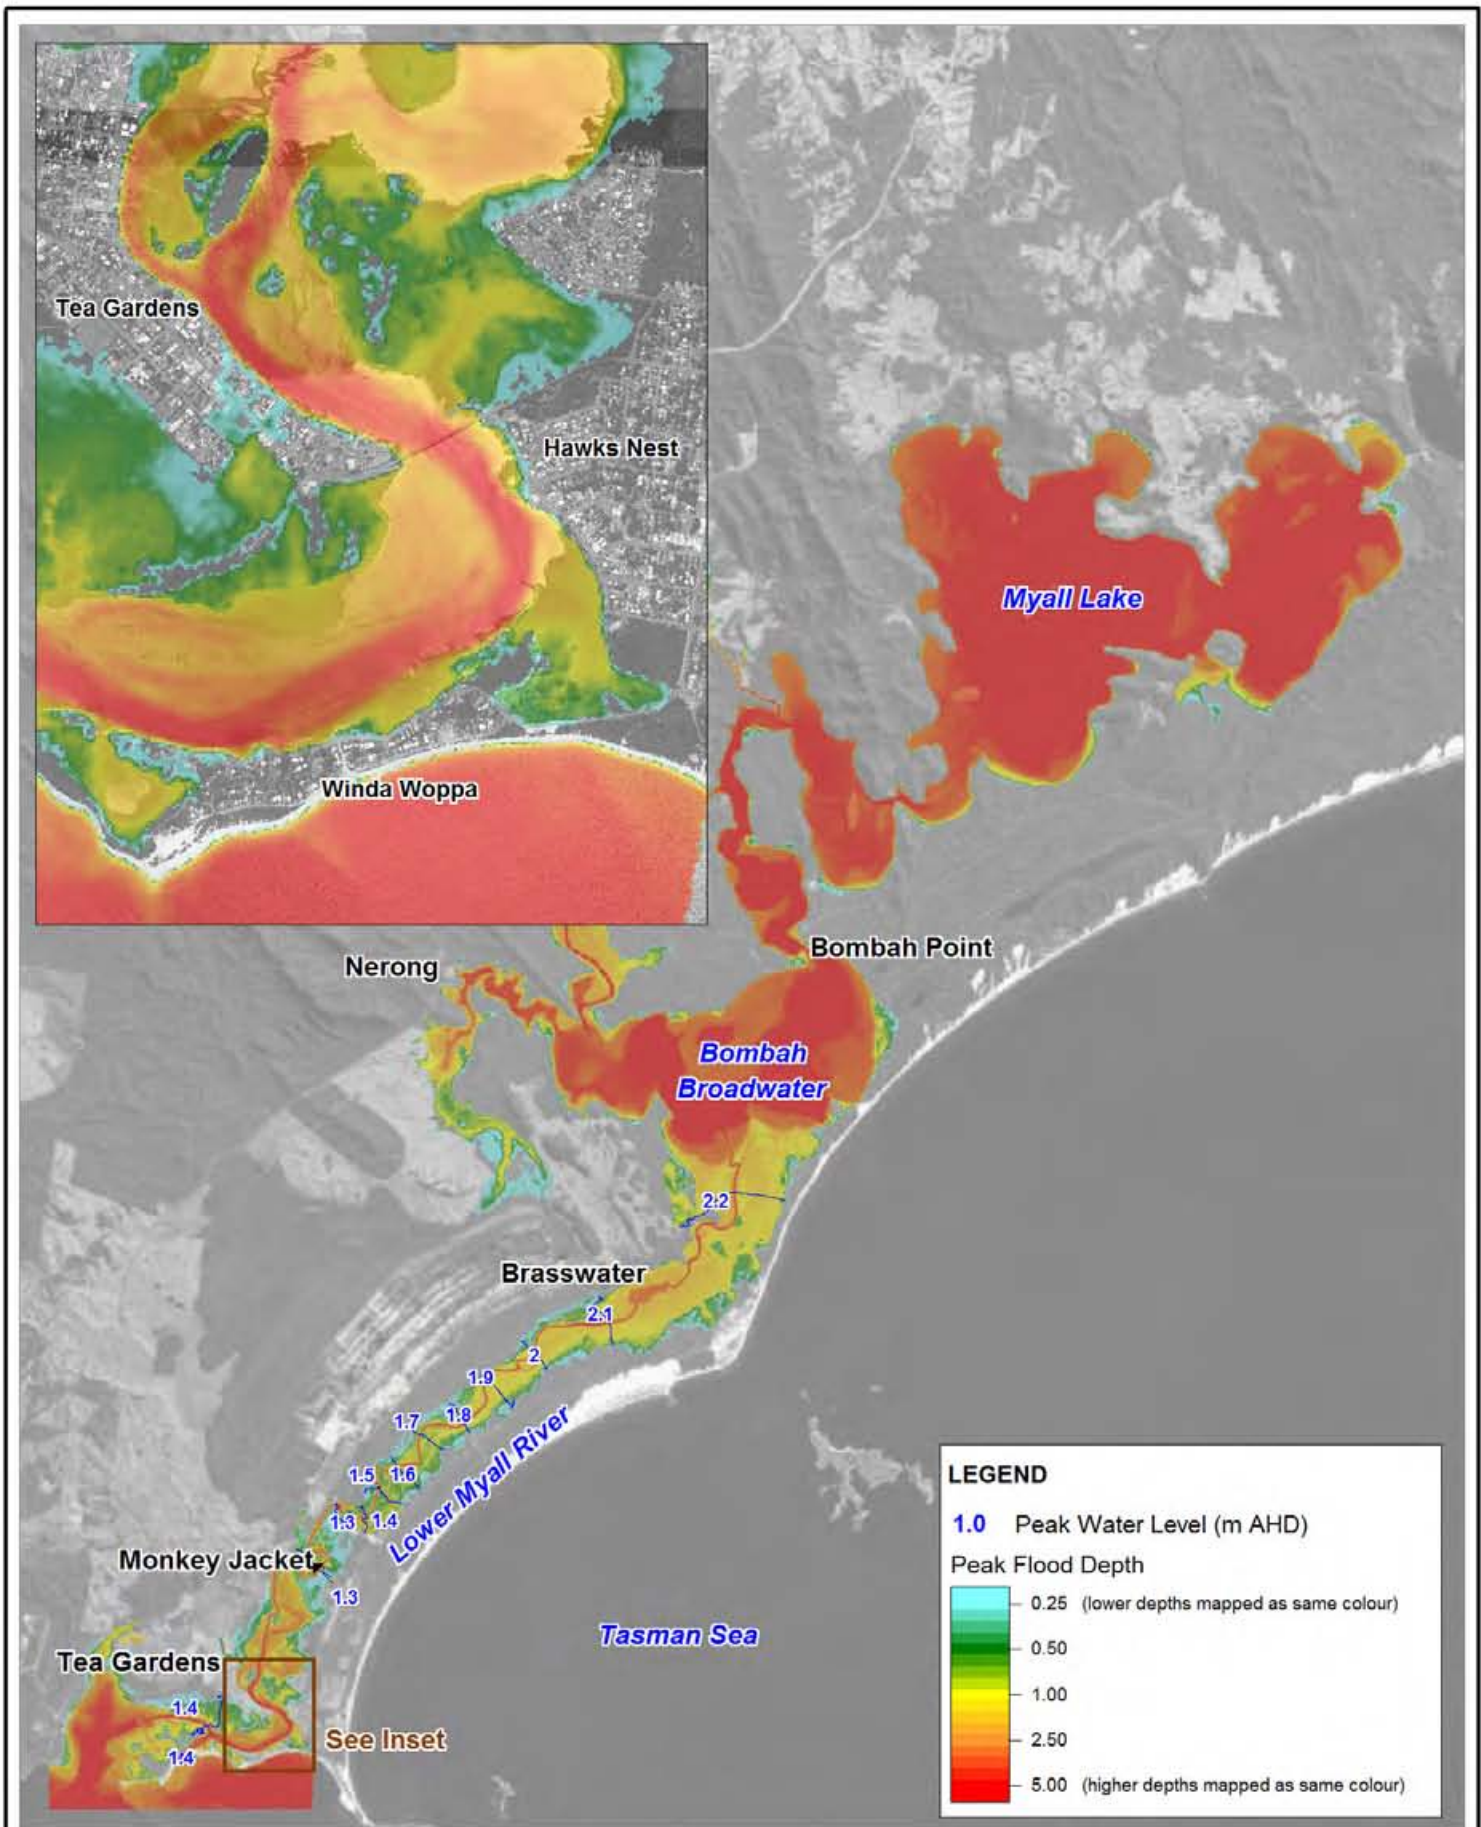 Tea Gardens
Hawks Nest
Winda Woppa
Myall Lake
Bombah Point
Nerong
Bombah
Broadwater
2.2
Brasswater
2.1
2
1.9
1.8
1.7
1.6
1.5
1.4
1.3
Lower Myall River
Monkey Jacket
1.3
Tasman Sea
Tea Gardens
1.4
1.4
See Inset
LEGEND
1.0 Peak Water Level (m AHD)
Peak Flood Depth
0.25 (lower depths mapped as same colour)
0.50
1.00
2.50
5.00 (higher depths mapped as same colour)